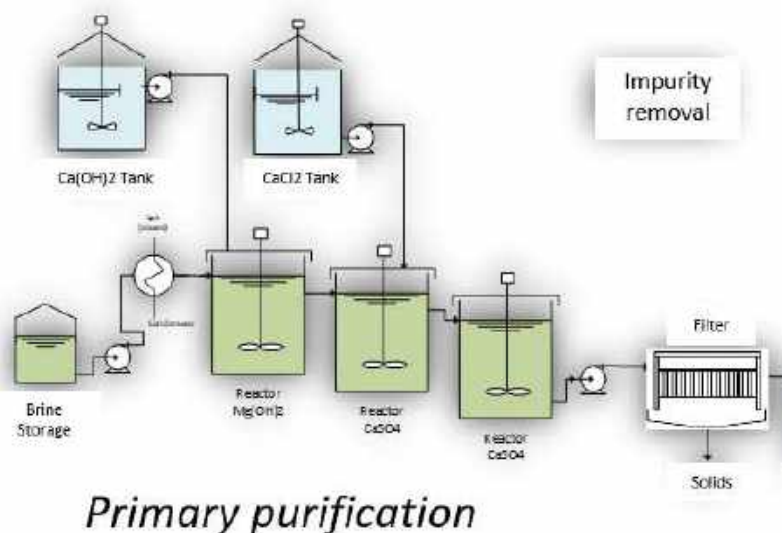 Impurity
removal
Ca(OH)2 Tank
CaCl2 Tank
Brine
Storage
Reactor
Mg(OH)2
Reactor
CaSO4
Reactor
CaSO4
Filter
Solids
Primary purification